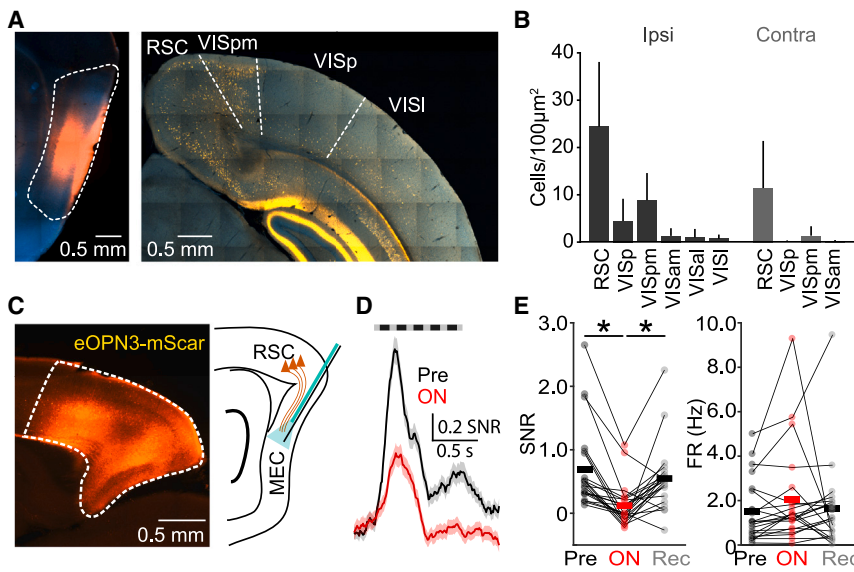 A
RSC
VISpm
VISp
VISl
0.5 mm
0.5 mm
B
Ipsi
Contra
Cells/100µm²
40
30
20
10
0
RSC
VISp
VISpm
VISam
VISal
VISl
RSC
VISp
VISpm
VISam
C
eOPN3-mScar
0.5 mm
RSC
MEC
D
Pre
ON
0.2 SNR
0.5 s
E
* *
SNR
3.0
2.0
1.0
0
Pre ON Rec
FR (Hz)
10.0
8.0
6.0
4.0
2.0
0
Pre ON Rec